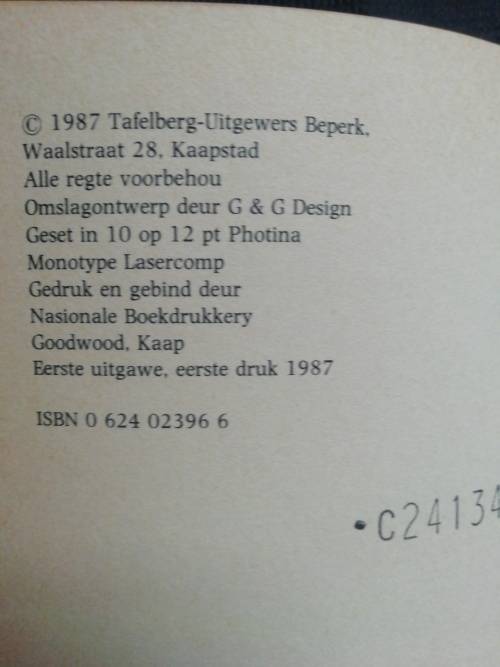 © 1987 Tafelberg-Uitgewers Beperk,
Waalstraat 28, Kaapstad
Alle regte voorbehou
Omslagontwerp deur G & G Design
Geset in 10 op 12 pt Photina
Monotype Lasercomp
Gedruk en gebind deur
Nasionale Boekdrukkery
Goodwood, Kaap
Eerste uitgawe, eerste druk 1987
ISBN 0 624 02396 6
•C24134